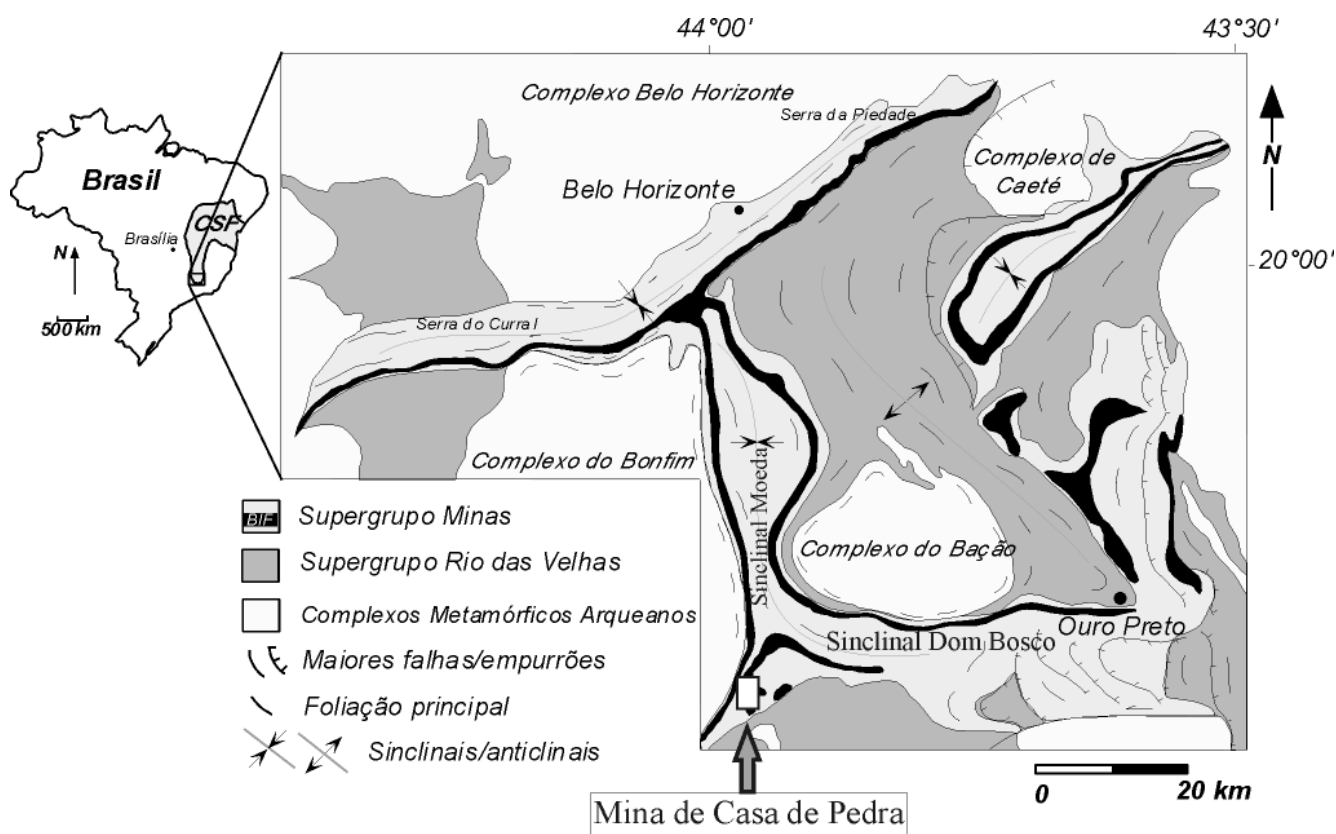 44°00'
43°30'
Complexo Belo Horizonte
Serra da Piedade
Complexo de
Caeté
N
Belo Horizonte
20°00'
Brasil
CSF
Brasília
N
500 km
Serra do Curral
Complexo do Bonfim
Sinclinal Moeda
Complexo do Bação
Ouro Preto
Sinclinal Dom Bosco
BIF
Supergrupo Minas
Supergrupo Rio das Velhas
Complexos Metamórficos Arqueanos
Maiores falhas/empurrões
Foliação principal
Sinclinais/anticlinais
0
20 km
Mina de Casa de Pedra